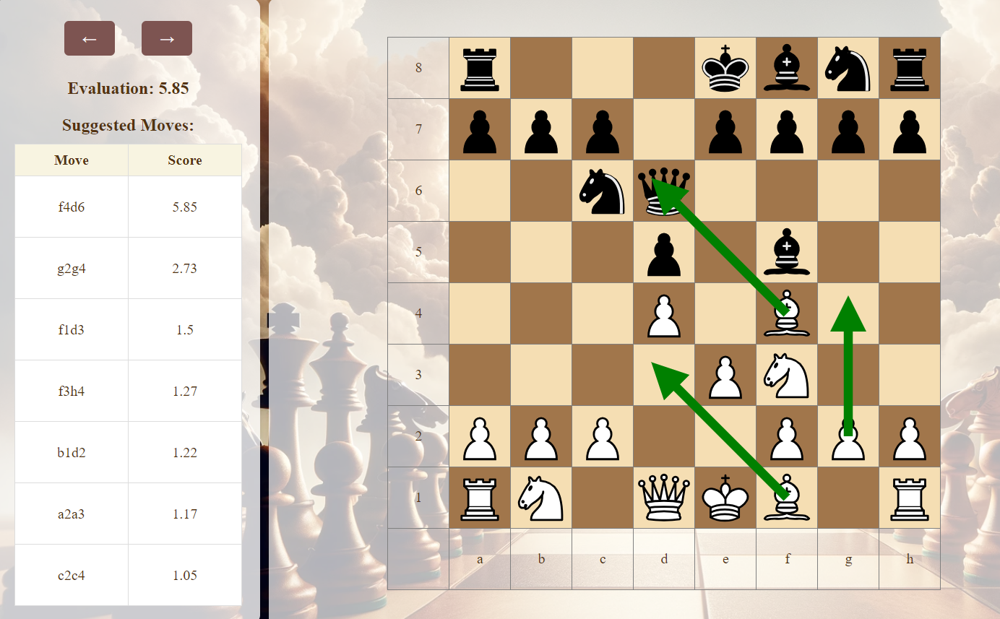 ← →
Evaluation: 5.85
Suggested Moves:
Move Score
f4d6 5.85
g2g4 2.73
f1d3 1.5
f3h4 1.27
b1d2 1.22
a2a3 1.17
c2c4 1.05
8
7
6
5
4
3
2
1
a b c d e f g h